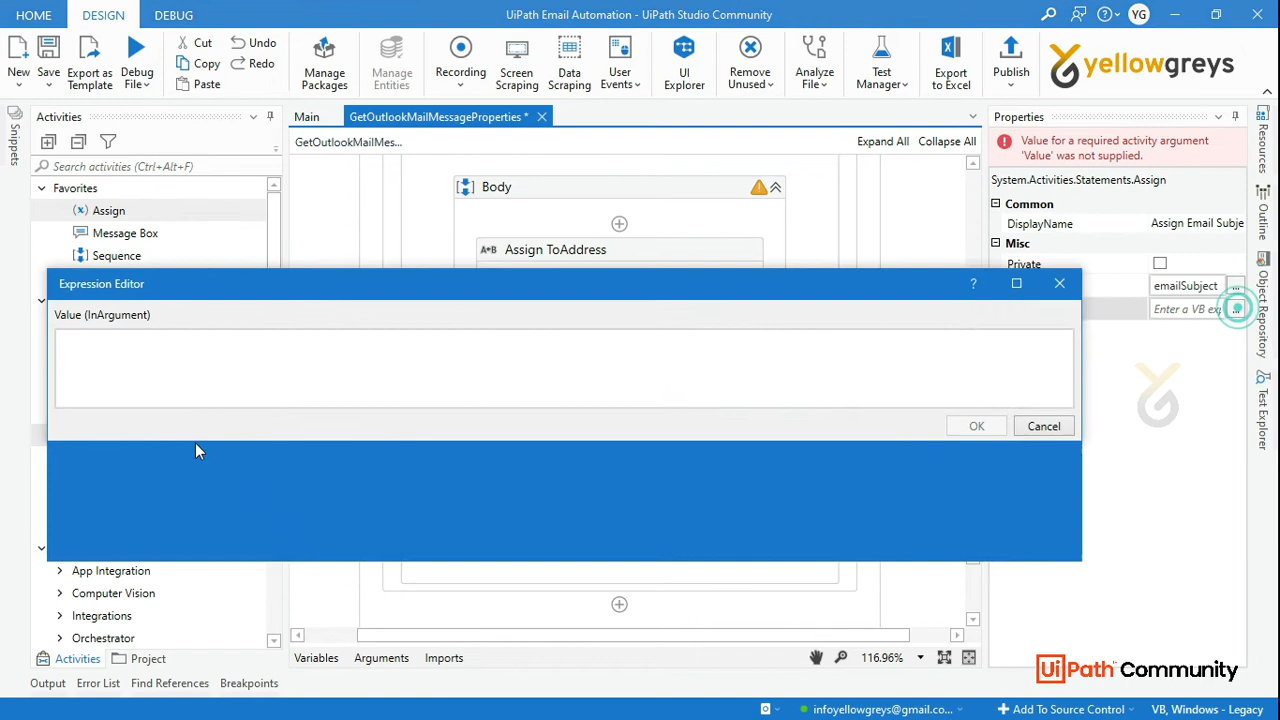 HOME DESIGN DEBUG UiPath Email Automation - UiPath Studio Community YG
New Save Export as Template Debug File Cut Copy Paste Undo Redo Manage Packages Manage Entities Recording Screen Scraping Data Scraping User Events UI Explorer Remove Unused Analyze File Test Manager Export to Excel Publish yellowgreys
Snippets
Activities
Main GetOutlookMailMessageProperties *
Properties
GetOutlookMailMes... Expand All Collapse All
Value for a required activity argument
'Value' was not supplied.
Search activities (Ctrl+Alt+F)
System.Activities.Statements.Assign
Favorites
Body
Common
Assign
DisplayName Assign Email Subje
Message Box
Misc
Sequence
Assign ToAddress
Private
Expression Editor ?
emailSubject ...
Value (InArgument)
Enter a VB ex ...
OK Cancel
App Integration
Computer Vision
Integrations
Orchestrator
Activities Project
Variables Arguments Imports 116.96%
Output Error List Find References Breakpoints
UiPath Community
infoyellowgreys@gmail.co... Add To Source Control VB, Windows - Legacy
Resources
Outline
Object Repository
Test Explorer